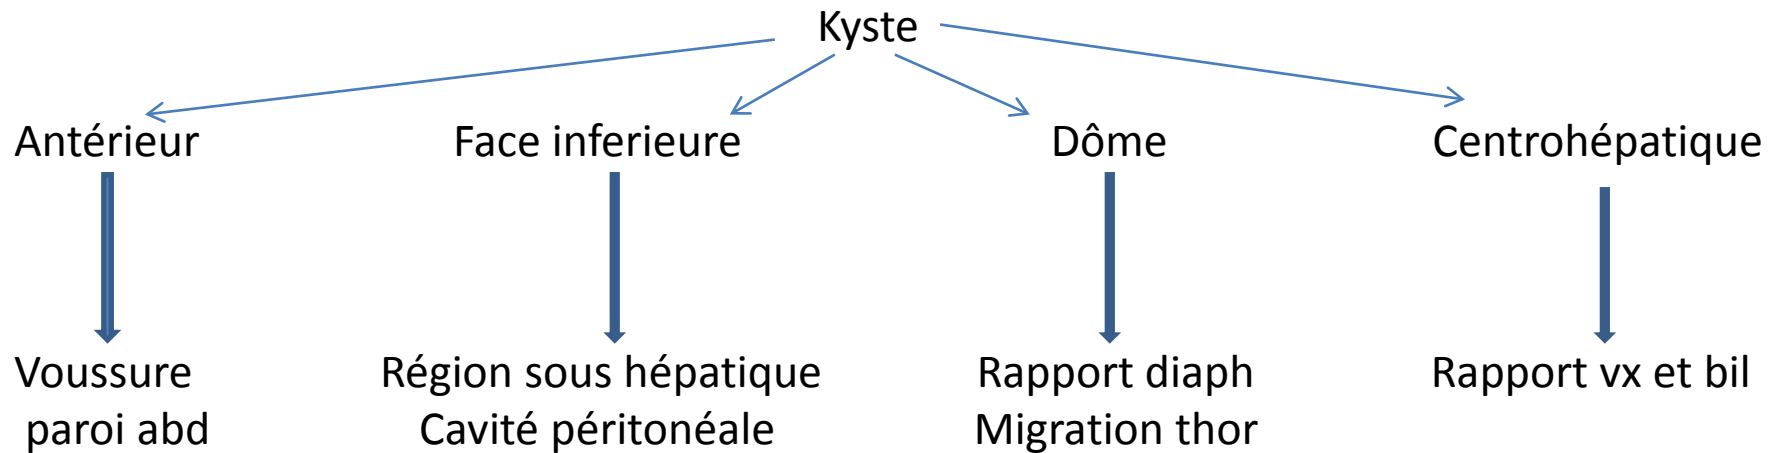 Kyste
Antérieur
Face inferieure
Dôme
Centrohépatique
Voussure
paroi abd
Région sous hépatique
Cavité péritonéale
Rapport diaph
Migration thor
Rapport vx et bil